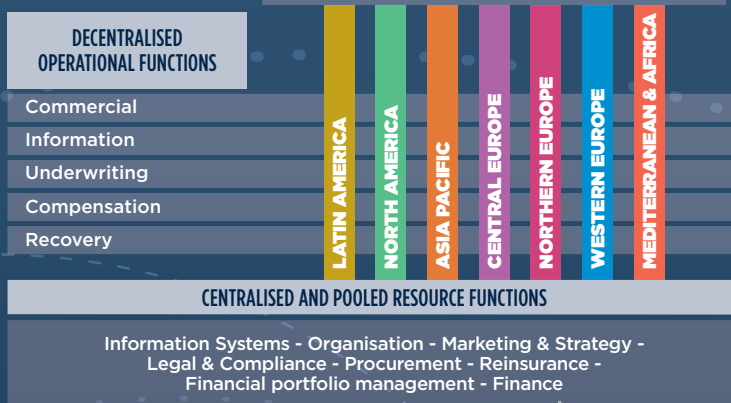 DECENTRALISED
OPERATIONAL FUNCTIONS
Commercial
Information
Underwriting
Compensation
Recovery
LATIN AMERICA
NORTH AMERICA
ASIA PACIFIC
CENTRAL EUROPE
NORTHERN EUROPE
WESTERN EUROPE
MEDITERRANEAN & AFRICA
CENTRALISED AND POOLED RESOURCE FUNCTIONS
Information Systems - Organisation - Marketing & Strategy -
Legal & Compliance - Procurement - Reinsurance -
Financial portfolio management - Finance